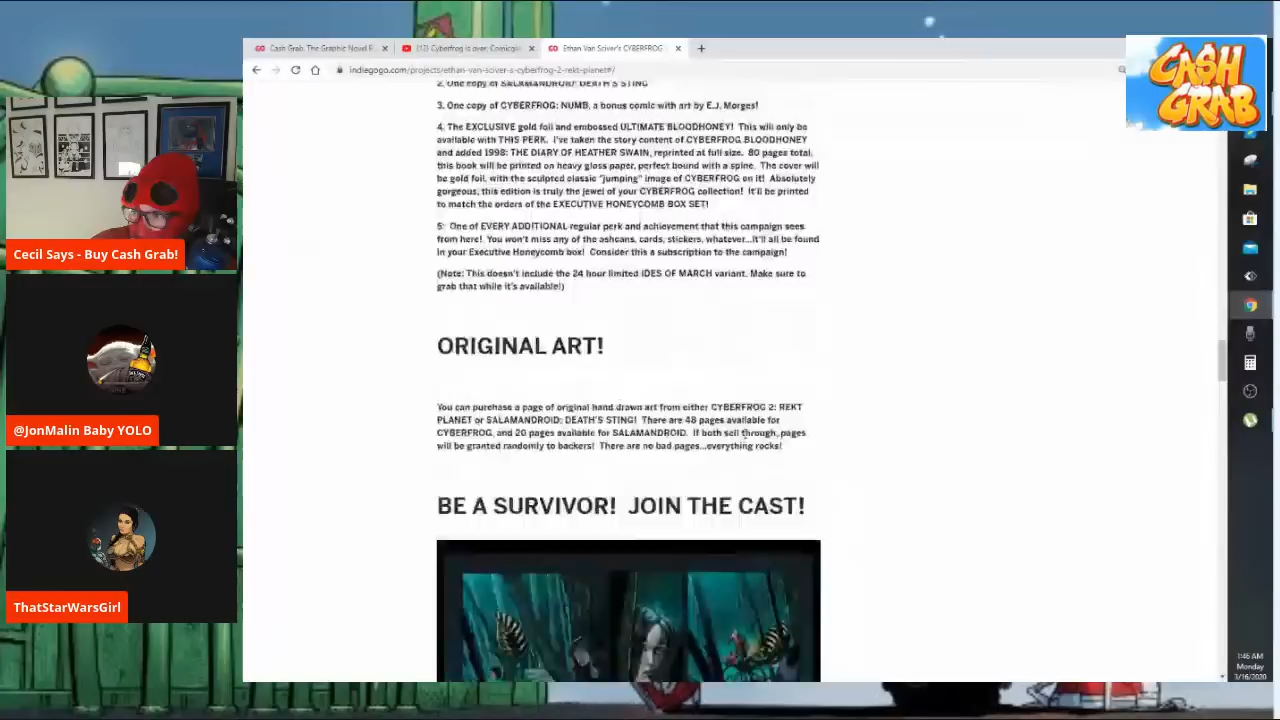 Cash Grab. The Graphic Novel F
(12) Cyberfrog is over: Comicsg
Ethan Van Sciver's CYBERFROG
indiegogo.com/projects/ethan-van-sciver-s-cyberfrog-2-rekt-planet#/
CASH
GRAB
2. One copy of SALAMANDROID: DEATH'S STING
3. One copy of CYBERFROG: NUMB, a bonus comic with art by E.J. Morges!
4. The EXCLUSIVE gold foil and embossed ULTIMATE BLOODHONEY! This will only be
available with THIS PERK. I've taken the story content of CYBERFROG BLOODHONEY
and added 1998: THE DIARY OF HEATHER SWAIN, reprinted at full size. 80 pages total,
this book will be printed on heavy gloss paper, perfect bound with a spine. The cover will
be gold foil, with the sculpted classic "jumping" image of CYBERFROG on it! Absolutely
gorgeous, this edition is truly the jewel of your CYBERFROG collection! It'll be printed
to match the orders of the EXECUTIVE HONEYCOMB BOX SET!
5: One of EVERY ADDITIONAL regular perk and achievement that this campaign sees
from here! You won't miss any of the ashcans, cards, stickers, whatever...it'll all be found
in your Executive Honeycomb box! Consider this a subscription to the campaign!
(Note: This doesn't include the 24 hour limited IDES OF MARCH variant. Make sure to
grab that while it's available!)
ORIGINAL ART!
You can purchase a page of original hand drawn art from either CYBERFROG 2: REKT
PLANET or SALAMANDROID: DEATH'S STING! There are 48 pages available for
CYBERFROG, and 20 pages available for SALAMANDROID. If both sell through, pages
will be granted randomly to backers! There are no bad pages...everything rocks!
BE A SURVIVOR! JOIN THE CAST!
Cecil Says - Buy Cash Grab!
@JonMalin Baby YOLO
ThatStarWarsGirl
1:46 AM
Monday
3/16/2020